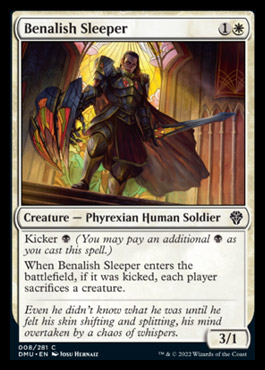 Benalish Sleeper 1
Creature — Phyrexian Human Soldier
Kicker (You may pay an additional as
you cast this spell.)
When Benalish Sleeper enters the
battlefield, if it was kicked, each player
sacrifices a creature.
Even he didn't know what he was until he
felt his skin shifting and splitting, his mind
overtaken by a chaos of whispers.
3/1
008/281 C
DMU • EN Josu Hernaiz
™ & © 2022 Wizards of the Coast